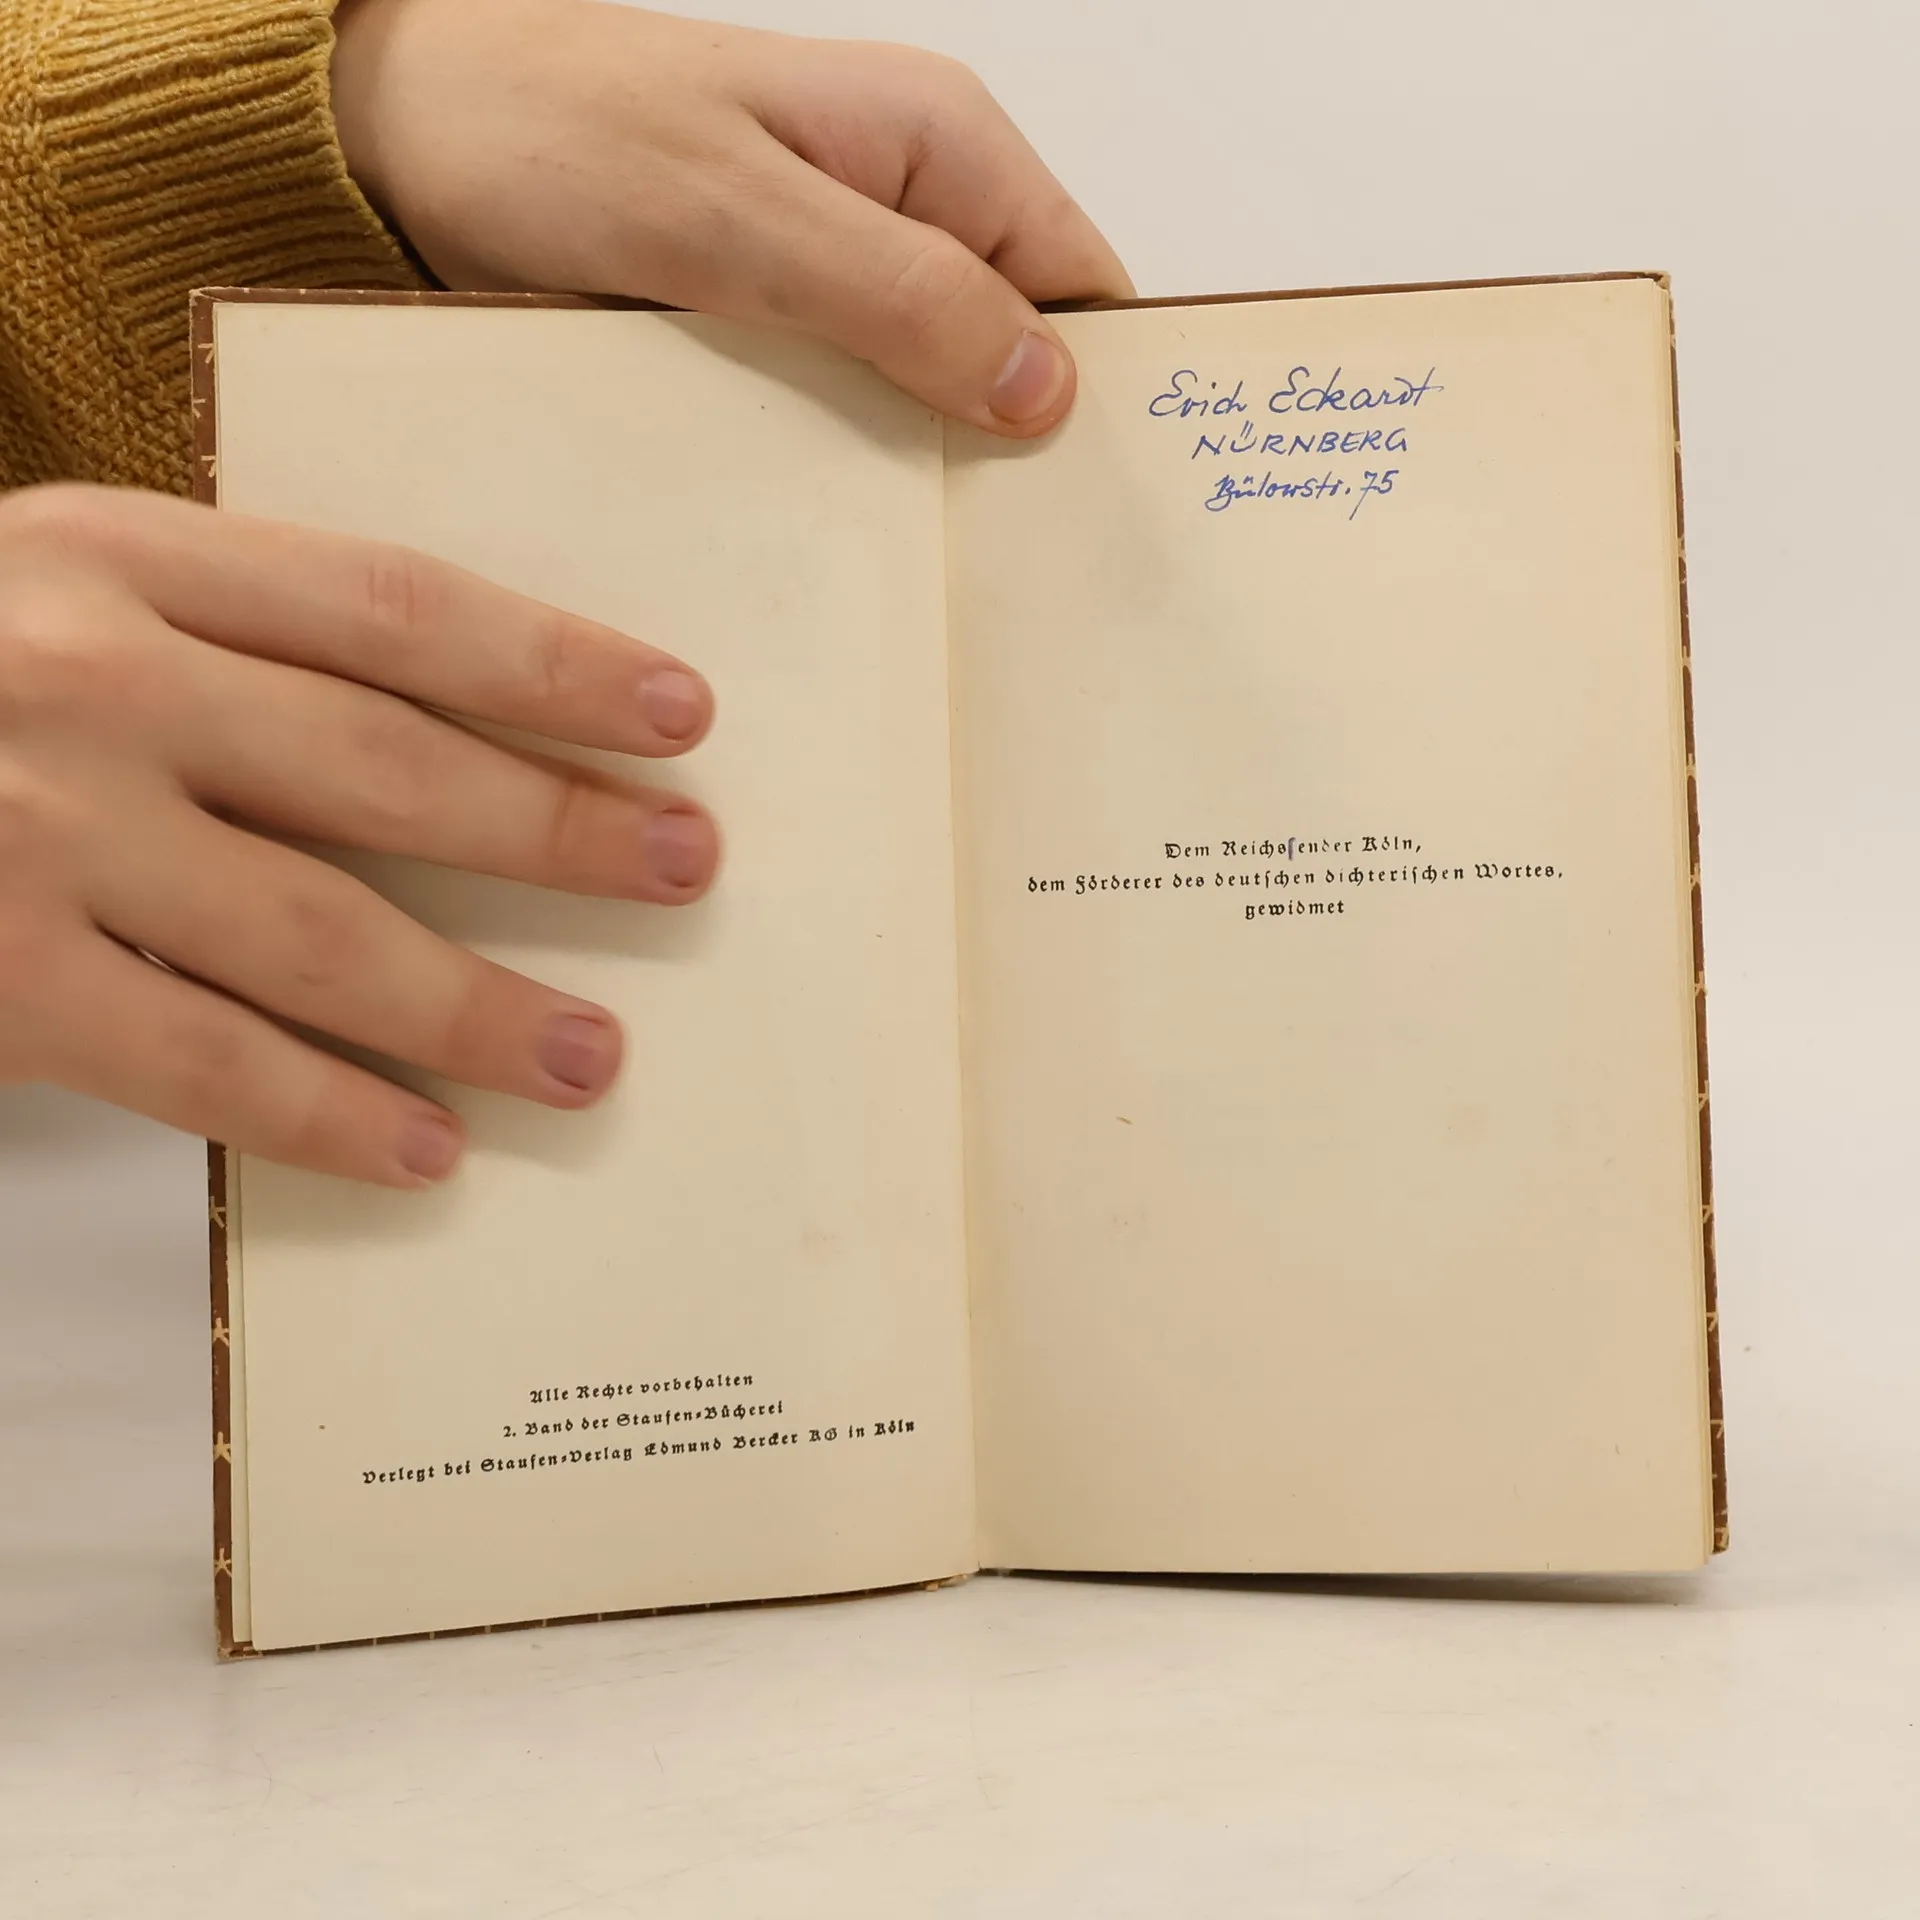 Alle Rechte vorbehalten
2. Band der Staufen-Bücherei
Verlegt bei Staufen-Verlag Edmund Bercker KG in Köln
Erich Eckardt
NÜRNBERG
Bülowstr. 75
Dem Reichsſender Köln,
dem Förderer des deutſchen dichteriſchen Wortes,
gewidmet